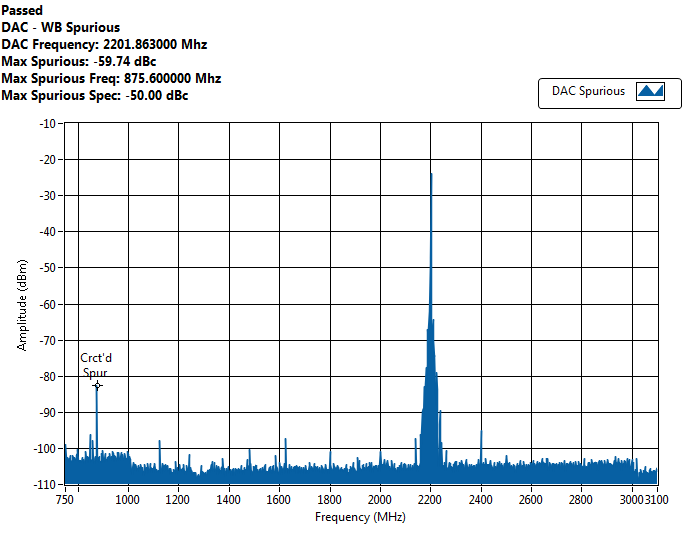 Passed
DAC - WB Spurious
DAC Frequency: 2201.863000 Mhz
Max Spurious: -59.74 dBc
Max Spurious Freq: 875.600000 Mhz
Max Spurious Spec: -50.00 dBc
DAC Spurious
-10
-20
-30
-40
-50
-60
-70
-80
-90
-100
-110
Amplitude (dBm)
Crct'd
Spur
750 1000 1200 1400 1600 1800 2000 2200 2400 2600 2800 3000 3100
Frequency (MHz)